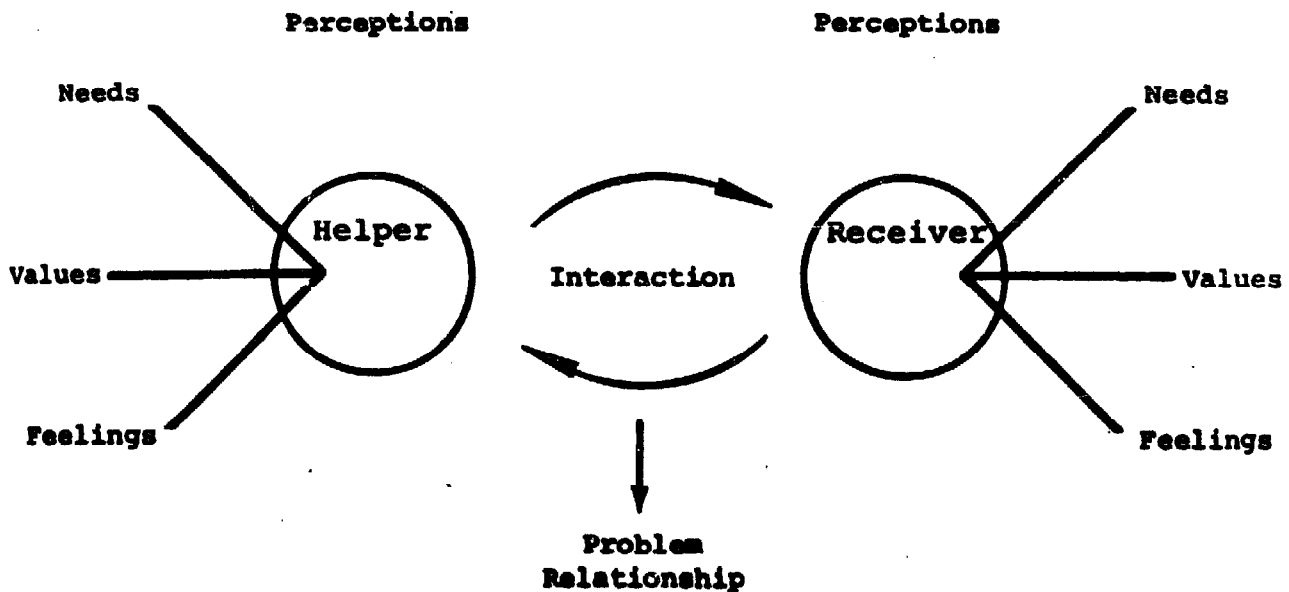 Perceptions
Perceptions
Needs
Needs
Helper
Receiver
Values
Interaction
Values
Feelings
Feelings
Problem
Relationship